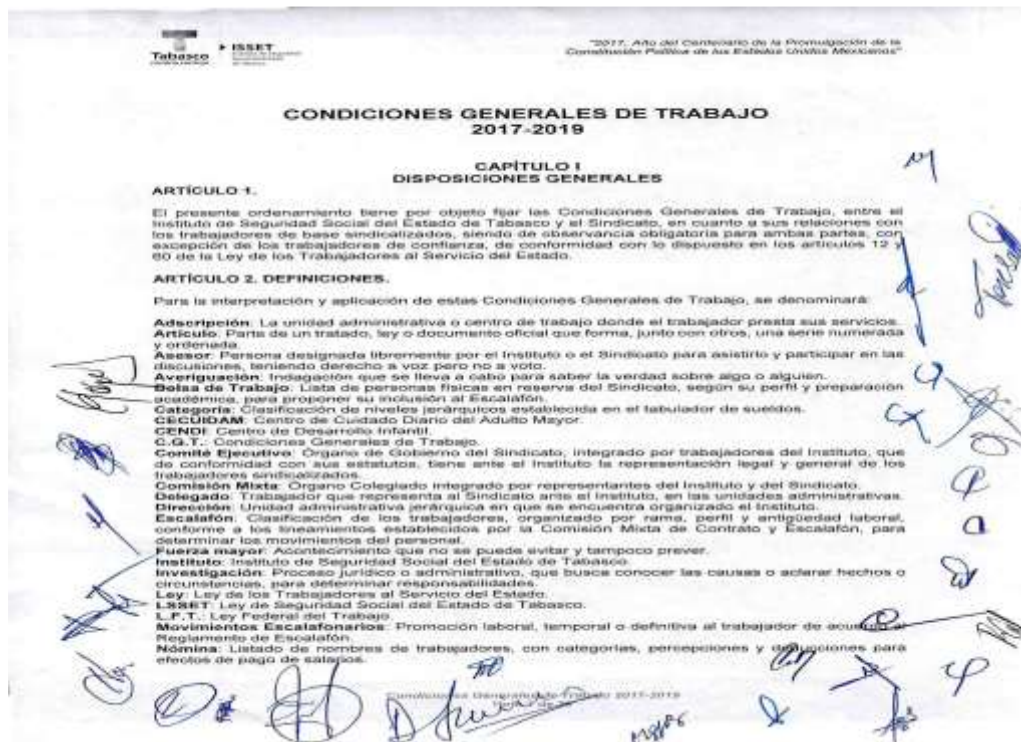 Tabasco
ISSET
"2017, Año del Centenario de la Promulgación de la
Constitución Política de los Estados Unidos Mexicanos"
CONDICIONES GENERALES DE TRABAJO
2017-2019
CAPÍTULO I
DISPOSICIONES GENERALES
ARTÍCULO 1.
El presente ordenamiento tiene por objeto fijar las Condiciones Generales de Trabajo, entre el
Instituto de Seguridad Social del Estado de Tabasco y el Sindicato, en cuanto a sus relaciones con
los trabajadores de base sindicalizados, siendo de observancia obligatoria para ambas partes, con
excepción de los trabajadores de confianza, de conformidad con lo dispuesto en los artículos 12 y
60 de la Ley de los Trabajadores al Servicio del Estado.
ARTÍCULO 2. DEFINICIONES.
Para la interpretación y aplicación de estas Condiciones Generales de Trabajo, se denominará:
Adscripción: La unidad administrativa o centro de trabajo donde el trabajador presta sus servicios.
Artículo: Parte de un tratado, ley o documento oficial que forma, junto con otros, una serie numerada
y ordenada.
Asesor: Persona designada libremente por el Instituto o el Sindicato para asistirlo y participar en las
discusiones, teniendo derecho a voz pero no a voto.
Averiguación: Indagación que se lleva a cabo para saber la verdad sobre algo o alguien.
Bolsa de Trabajo: Lista de personas físicas en reserva del Sindicato, según su perfil y preparación
académica, para proponer su inclusión al Escalafón.
Categoría: Clasificación de niveles jerárquicos establecida en el tabulador de sueldos.
CECUIDAM: Centro de Cuidado Diario del Adulto Mayor.
CENDI: Centro de Desarrollo Infantil.
C.G.T.: Condiciones Generales de Trabajo.
Comité Ejecutivo: Órgano de Gobierno del Sindicato, integrado por trabajadores del Instituto, que
de conformidad con sus estatutos, tiene ante el Instituto la representación legal y general de los
trabajadores sindicalizados.
Comisión Mixta: Órgano Colegiado integrado por representantes del Instituto y del Sindicato.
Delegado: Trabajador que representa al Sindicato ante el Instituto, en las unidades administrativas.
Dirección: Unidad administrativa jerárquica en que se encuentra organizado el Instituto.
Escalafón: Clasificación de los trabajadores, organizado por rama, perfil y antigüedad laboral,
conforme a los lineamientos establecidos por la Comisión Mixta de Contrato y Escalafón, para
determinar los movimientos del personal.
Fuerza mayor: Acontecimiento que no se puede evitar y tampoco prever.
Instituto: Instituto de Seguridad Social del Estado de Tabasco.
Investigación: Proceso jurídico o administrativo, que busca conocer las causas o aclarar hechos o
circunstancias, para determinar responsabilidades.
Ley: Ley de los Trabajadores al Servicio del Estado.
LSSET: Ley de Seguridad Social del Estado de Tabasco.
L.F.T.: Ley Federal del Trabajo.
Movimientos Escalafonarios: Promoción laboral, temporal o definitiva al trabajador de acuerdo al
Reglamento de Escalafón.
Nómina: Listado de nombres de trabajadores, con categorías, percepciones y deducciones para
efectos de pago de salarios.
Condiciones Generales de Trabajo 2017-2019